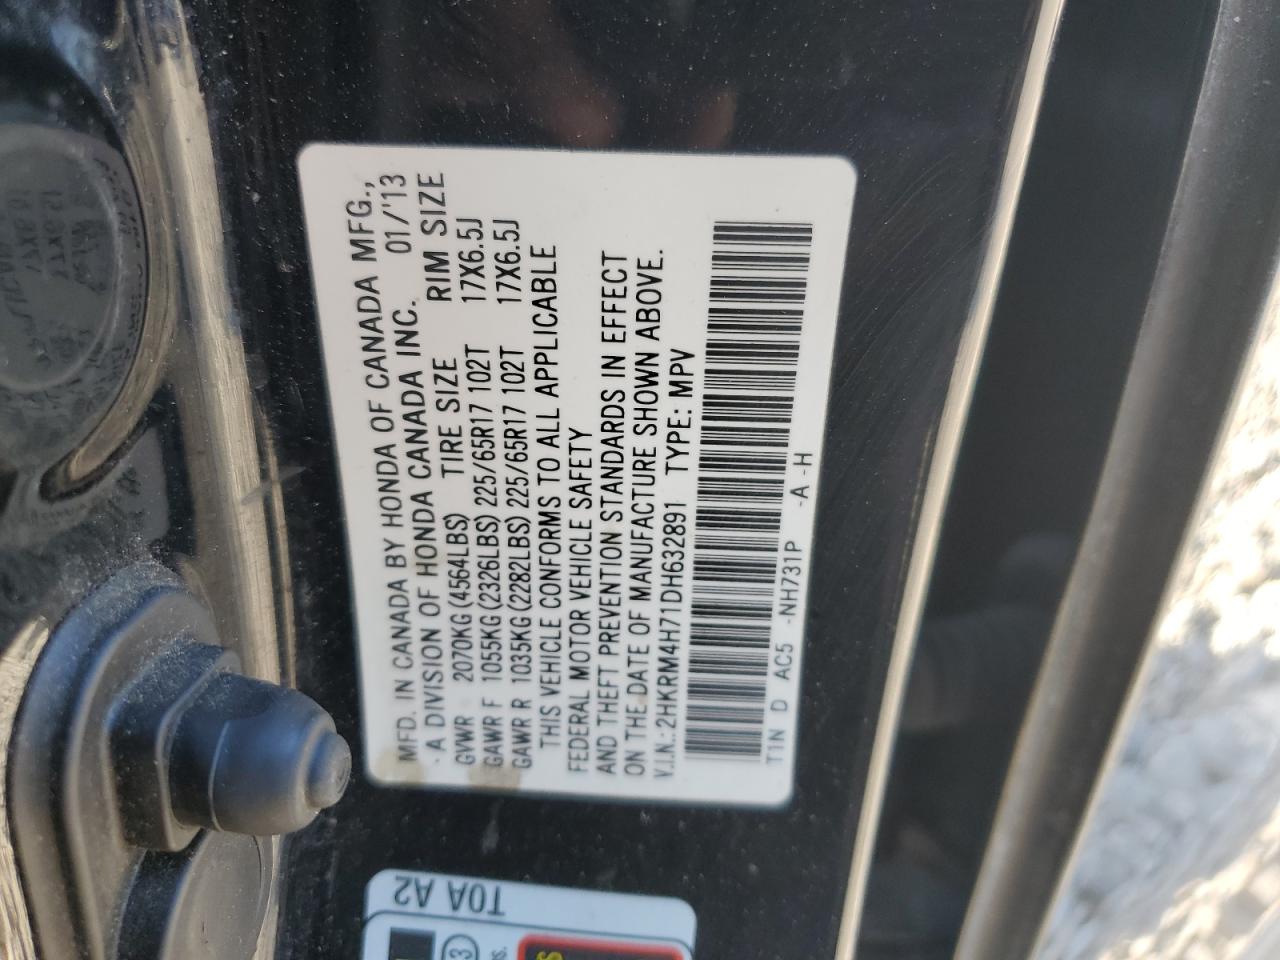 MFD. IN CANADA BY HONDA OF CANADA MFG.,
A DIVISION OF HONDA CANADA INC. 01/'13
GVWR 2070KG (4564LBS) TIRE SIZE RIM SIZE
GAWR F 1055KG (2326LBS) 225/65R17 102T 17X6.5J
GAWR R 1035KG (2282LBS) 225/65R17 102T 17X6.5J
THIS VEHICLE CONFORMS TO ALL APPLICABLE
FEDERAL MOTOR VEHICLE SAFETY
AND THEFT PREVENTION STANDARDS IN EFFECT
ON THE DATE OF MANUFACTURE SHOWN ABOVE.
V.I.N.: 2HKRM4H71DH632891 TYPE: MPV
T1N D AC5 -NH731P -A -H
T0A A2
3